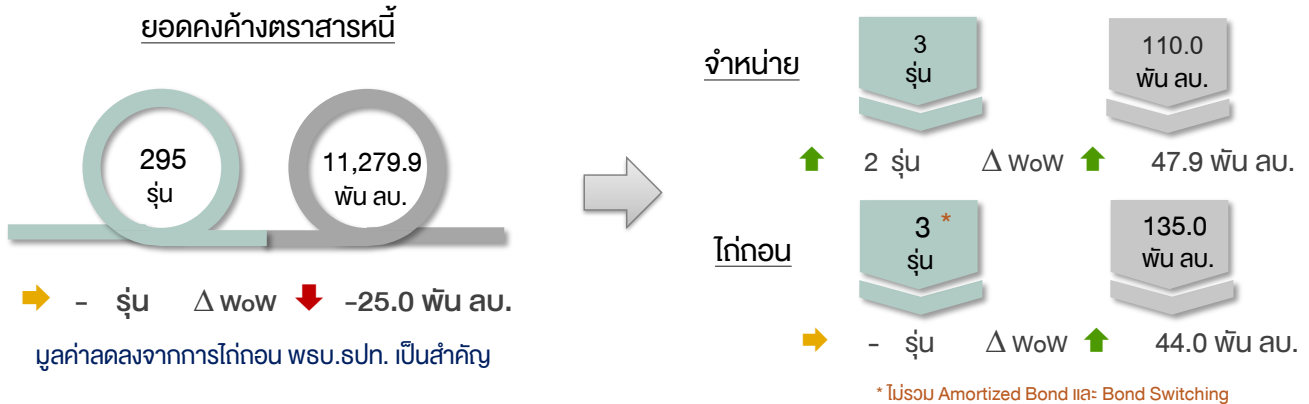 ยอดคงค้างตราสารหนี้
295
รุ่น
11,279.9
พัน ลบ.
- รุ่น Δ WoW -25.0 พัน ลบ.
มูลค่าลดลงจากการไถ่ถอน พธบ.ธปท. เป็นสำคัญ
จำหน่าย
3
รุ่น
110.0
พัน ลบ.
2 รุ่น Δ WoW 47.9 พัน ลบ.
ไถ่ถอน
3 *
รุ่น
135.0
พัน ลบ.
- รุ่น Δ WoW 44.0 พัน ลบ.
* ไม่รวม Amortized Bond และ Bond Switching